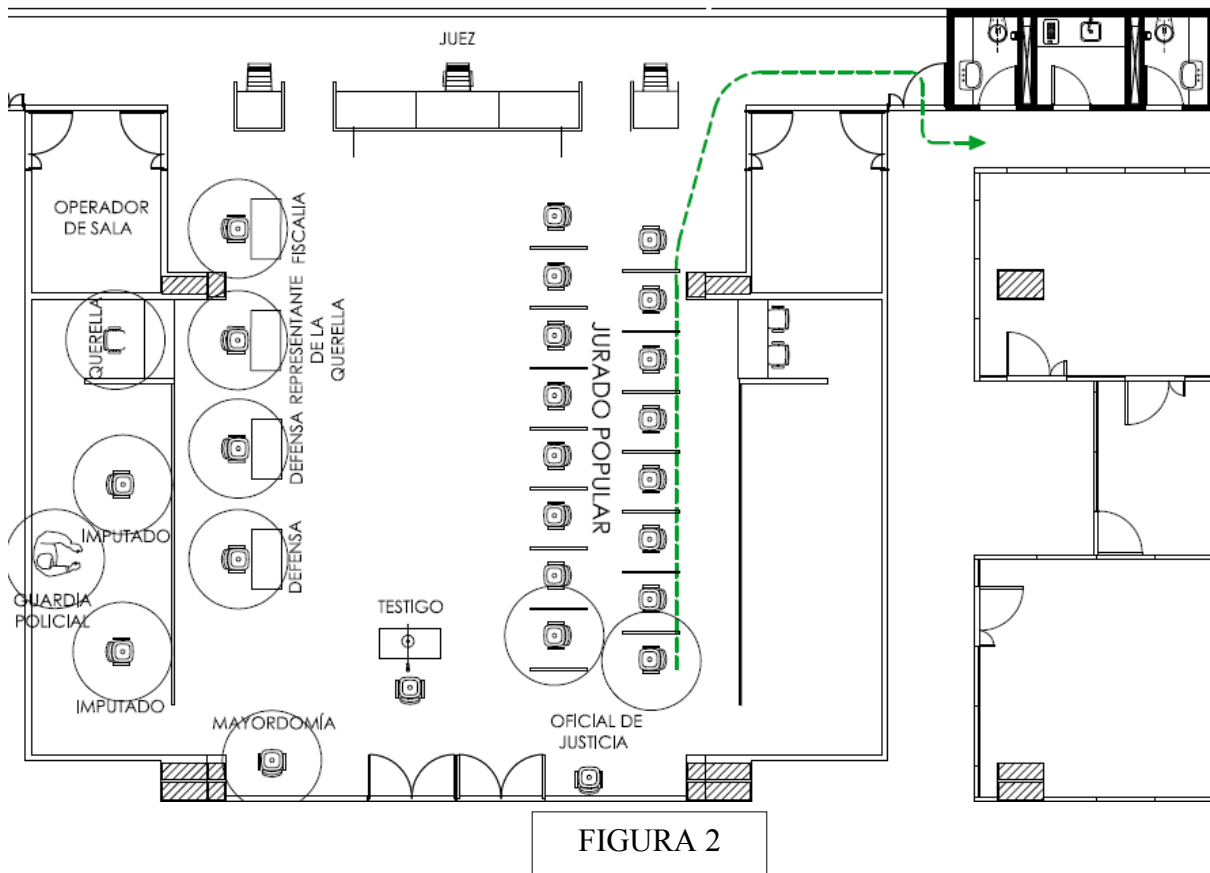 JUEZ
OPERADOR
DE SALA
FISCALIA
QUERELLA
REPRESENTANTE
DE LA
QUERELLA
DEFENSA
JURADO POPULAR
IMPUTADO
DEFENSA
GUARDIA
POLICIAL
TESTIGO
IMPUTADO
MAYORDOMÍA
OFICIAL DE
JUSTICIA
FIGURA 2